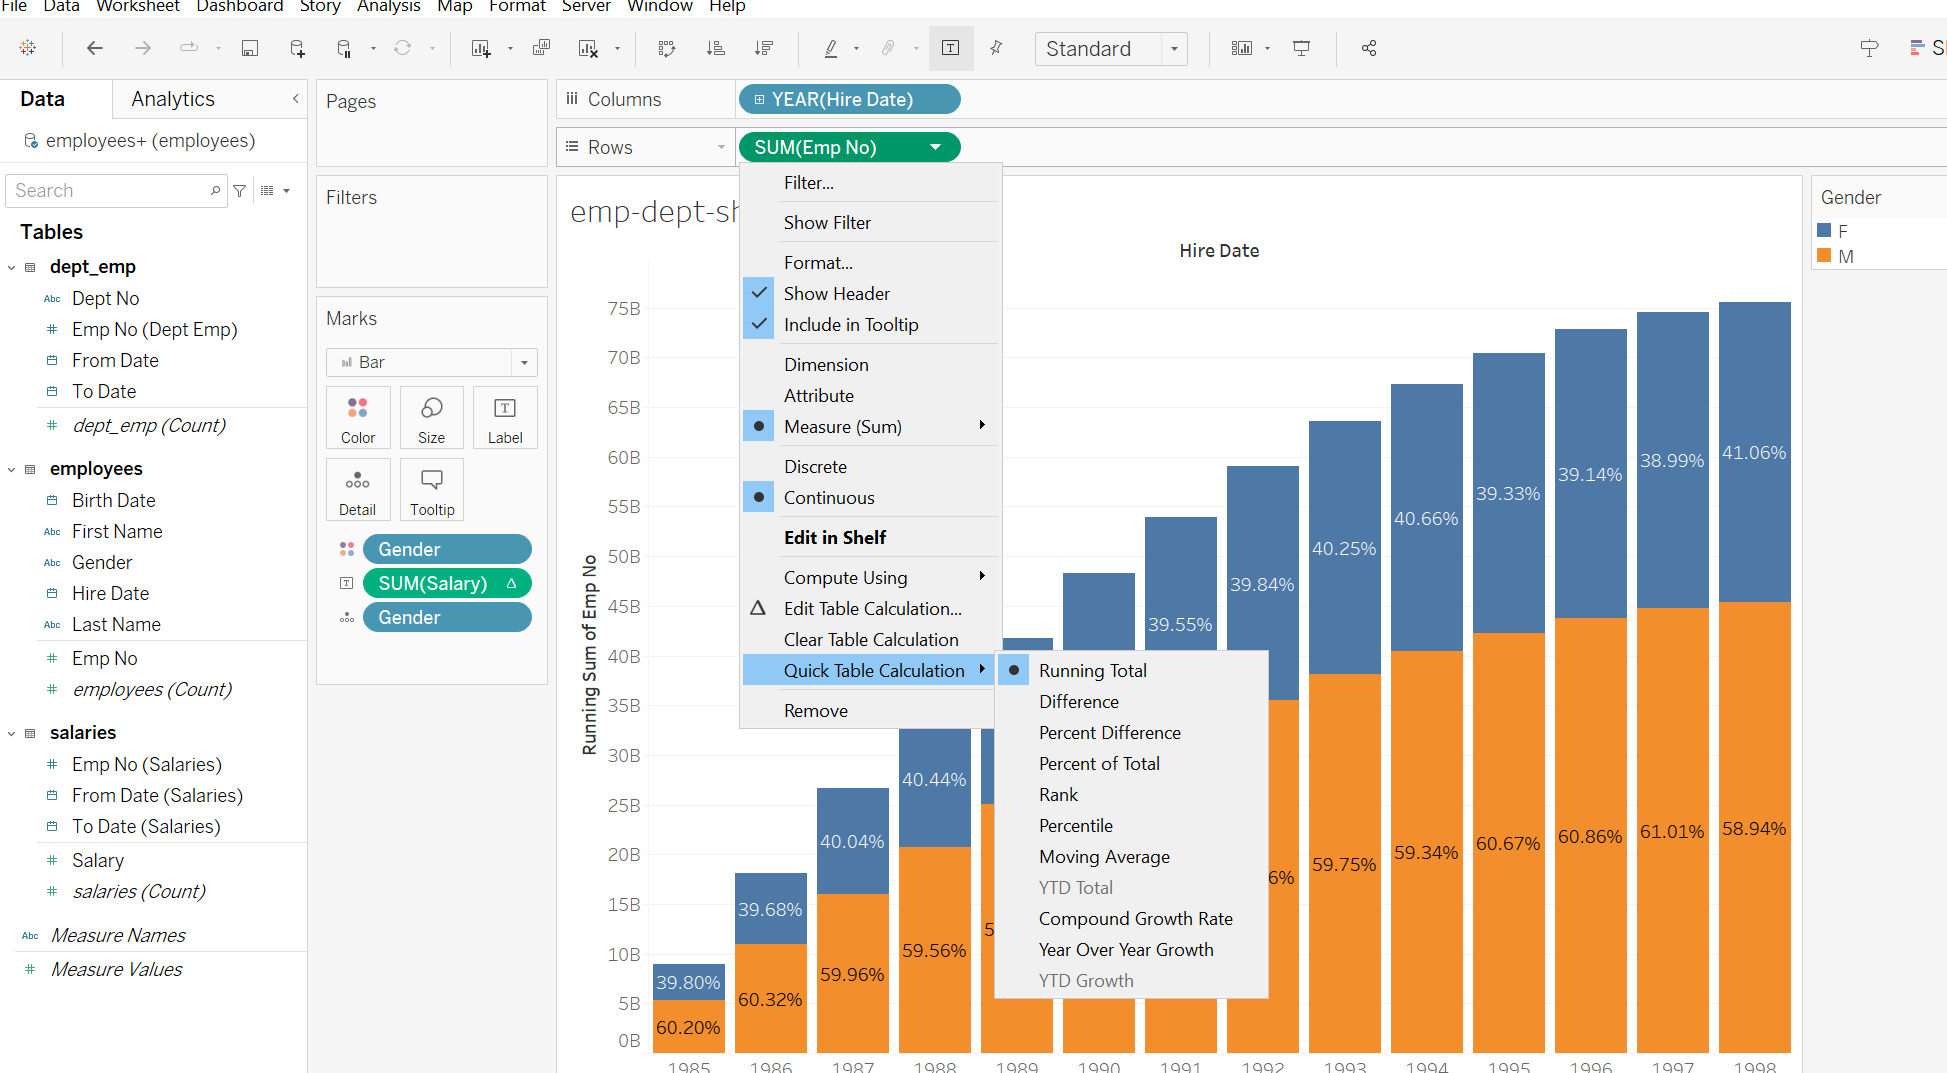 File Data Worksheet Dashboard Story Analysis Map Format Server Window Help
Standard
Data Analytics
employees+ (employees)
Search
Tables
dept_emp
Abc Dept No
# Emp No (Dept Emp)
From Date
To Date
# dept_emp (Count)
employees
Birth Date
Abc First Name
Abc Gender
Hire Date
Abc Last Name
# Emp No
# employees (Count)
salaries
# Emp No (Salaries)
From Date (Salaries)
To Date (Salaries)
# Salary
# salaries (Count)
Abc Measure Names
# Measure Values
Pages
Filters
Marks
Bar
Color Size Label
Detail Tooltip
Gender
SUM(Salary) Δ
Gender
Columns YEAR(Hire Date)
Rows SUM(Emp No)
emp-dept-sh
Hire Date
Filter...
Show Filter
Format...
Show Header
Include in Tooltip
Dimension
Attribute
Measure (Sum)
Discrete
Continuous
Edit in Shelf
Compute Using
Edit Table Calculation...
Clear Table Calculation
Quick Table Calculation
Remove
Running Total
Difference
Percent Difference
Percent of Total
Rank
Percentile
Moving Average
YTD Total
Compound Growth Rate
Year Over Year Growth
YTD Growth
Running Sum of Emp No
75B
70B
65B
60B
55B
50B
45B
40B
35B
30B
25B
20B
15B
10B
5B
0B
39.80%
60.20%
39.68%
60.32%
40.04%
59.96%
40.44%
59.56%
5
39.55%
39.84%
6%
40.25%
59.75%
40.66%
59.34%
39.33%
60.67%
39.14%
60.86%
38.99%
61.01%
41.06%
58.94%
1985 1986 1987 1988 1989 1990 1991 1992 1993 1994 1995 1996 1997 1998
Gender
F
M